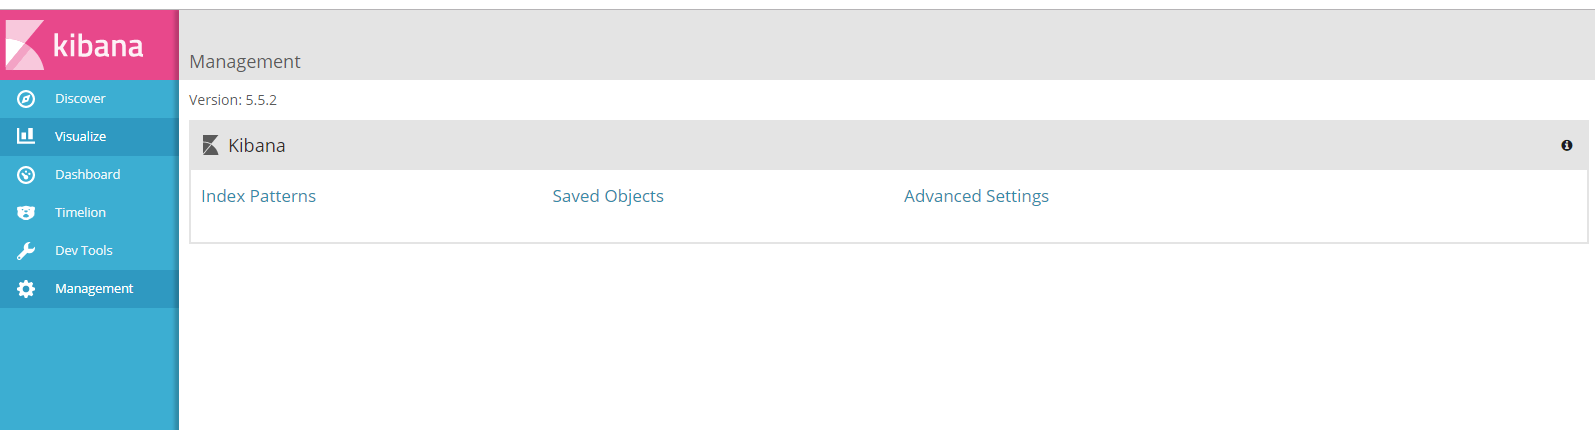 kibana
Discover
Visualize
Dashboard
Timelion
Dev Tools
Management
Management
Version: 5.5.2
Kibana
Index Patterns
Saved Objects
Advanced Settings